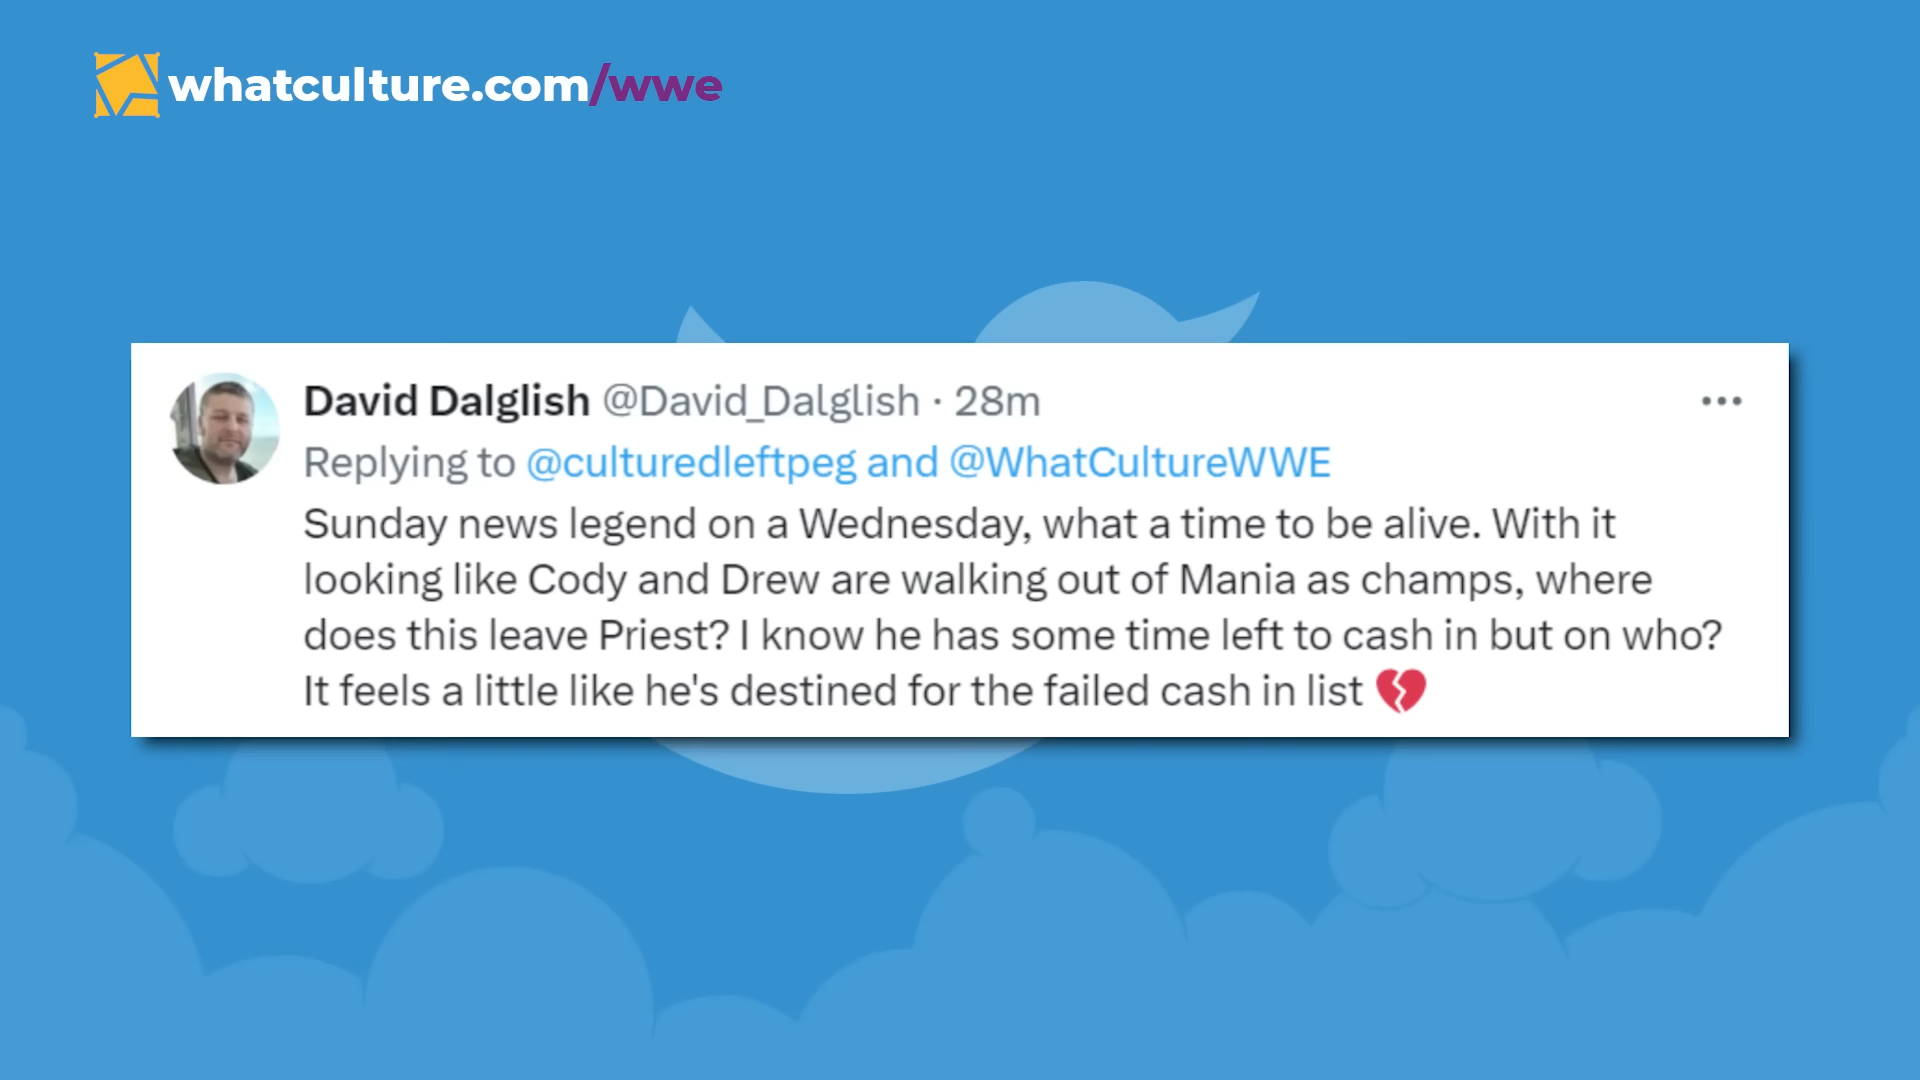 whatculture.com/wwe
David Dalglish @David_Dalglish · 28m
Replying to @culturedleftpeg and @WhatCultureWWE
Sunday news legend on a Wednesday, what a time to be alive. With it
looking like Cody and Drew are walking out of Mania as champs, where
does this leave Priest? I know he has some time left to cash in but on who?
It feels a little like he's destined for the failed cash in list 💔